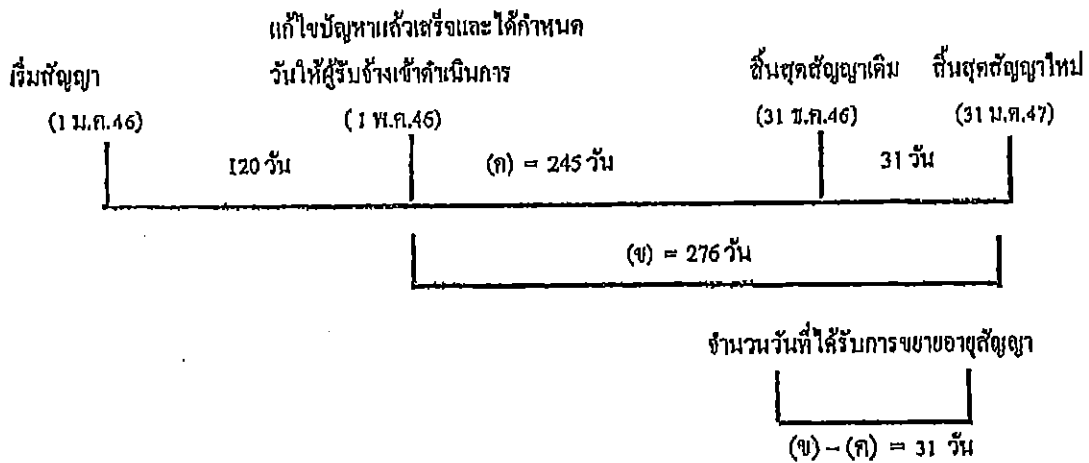 แก้ไขปัญหาแล้วเสร็จและได้กำหนด
เริ่มสัญญา วันให้ผู้รับจ้างเข้าดำเนินการ สิ้นสุดสัญญาเดิม สิ้นสุดสัญญาใหม่
(1 ม.ค.46) (1 พ.ค.46) (31 ธ.ค.46) (31 ม.ค.47)
120 วัน (ค) = 245 วัน 31 วัน
(ข) = 276 วัน
จำนวนวันที่ได้รับการขยายอายุสัญญา
(ข) – (ค) = 31 วัน